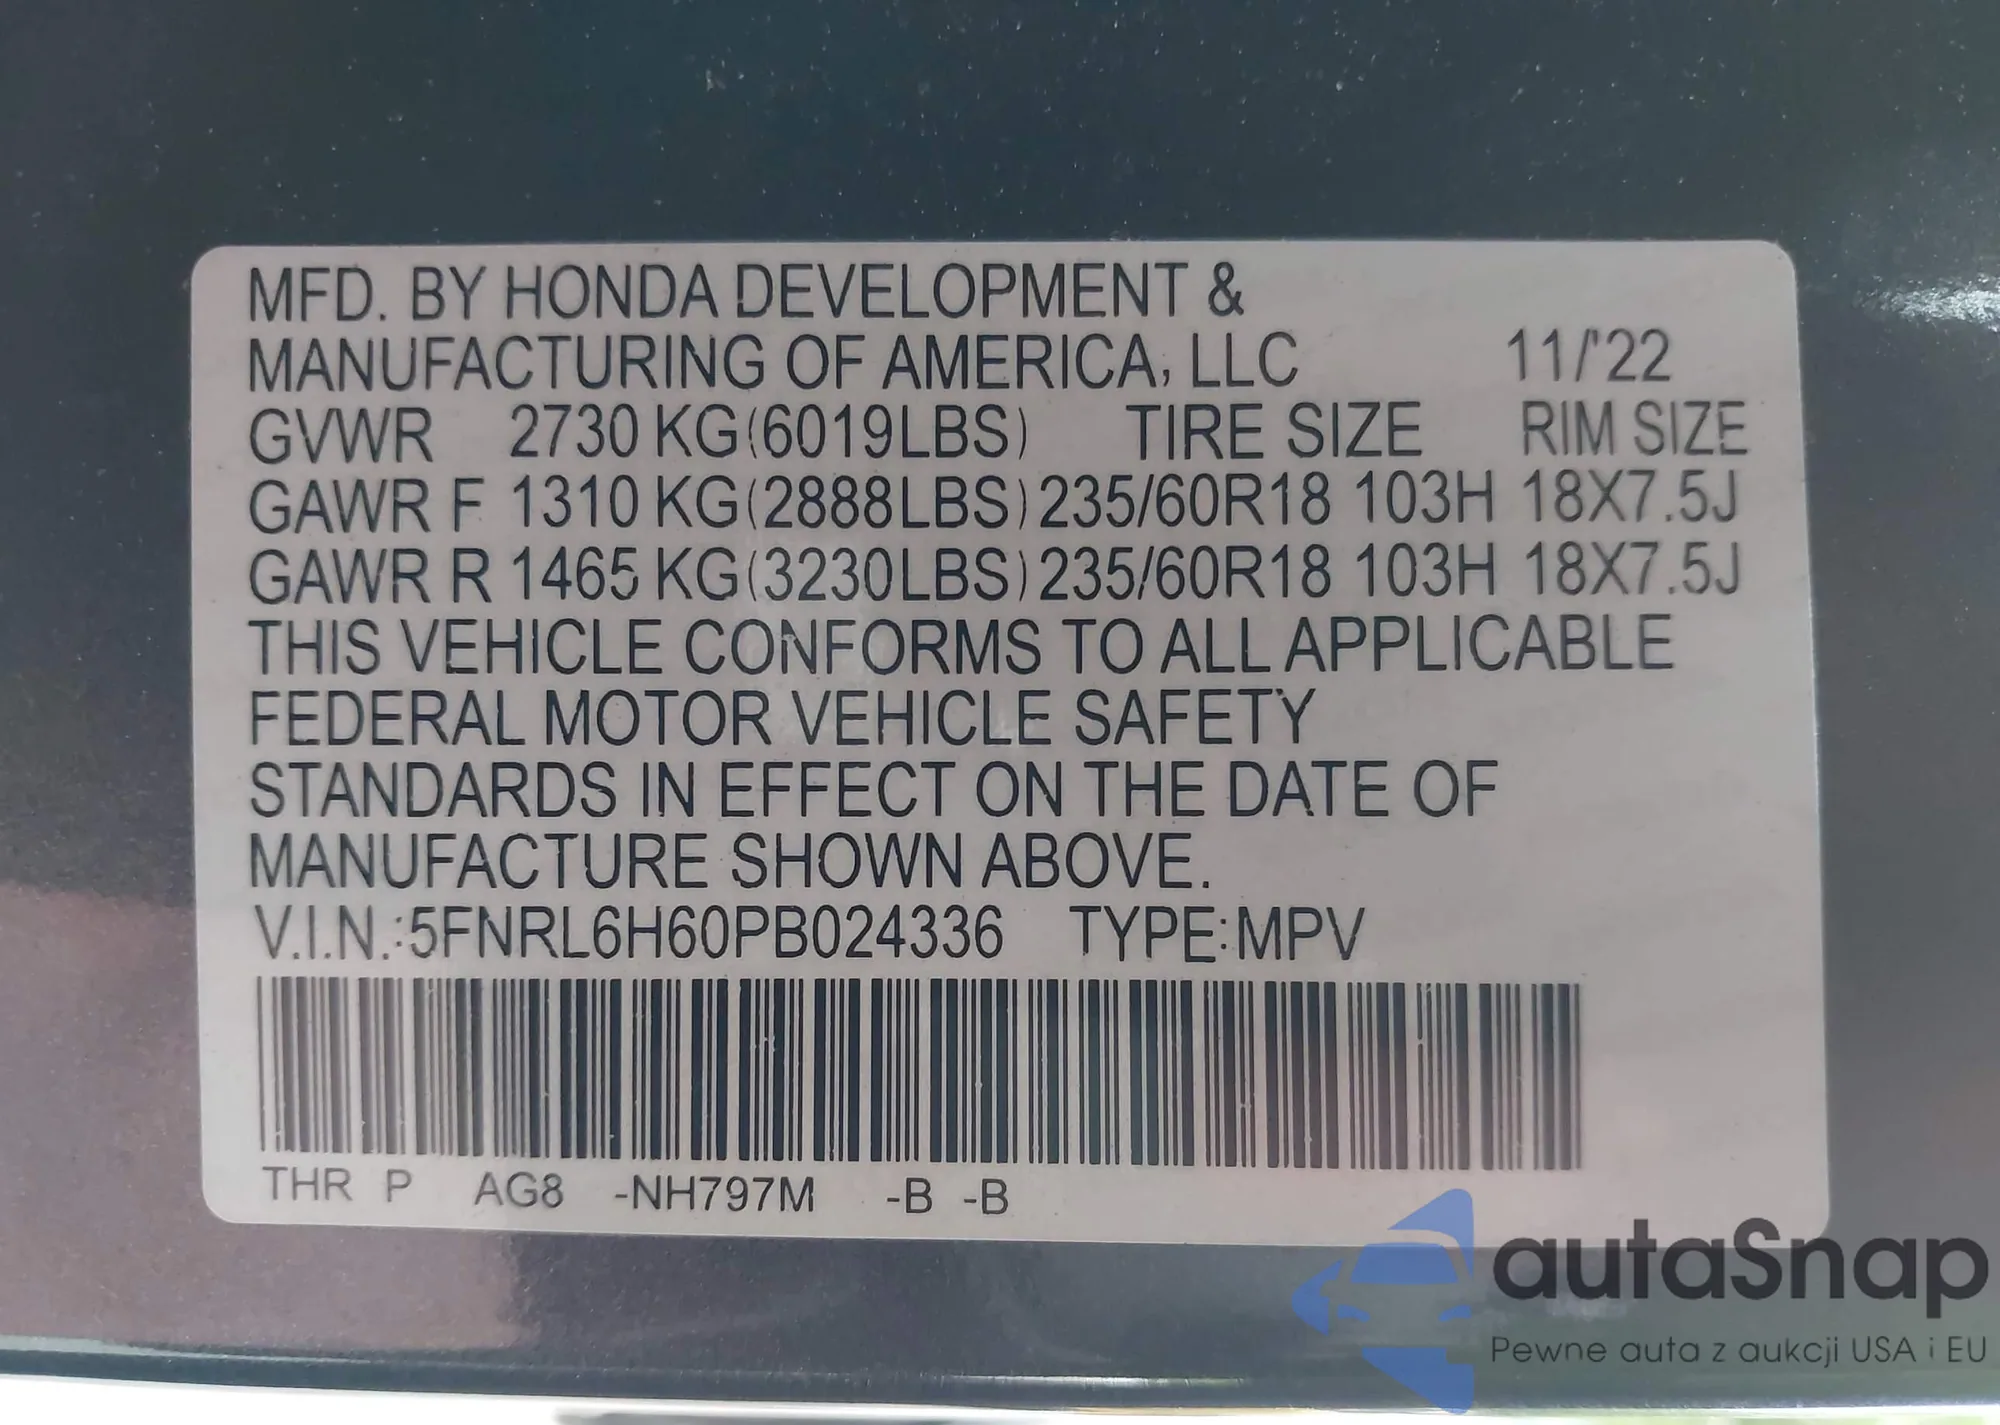 MFD. BY HONDA DEVELOPMENT &
MANUFACTURING OF AMERICA, LLC 11/'22
GVWR 2730 KG(6019LBS) TIRE SIZE RIM SIZE
GAWR F 1310 KG(2888LBS) 235/60R18 103H 18X7.5J
GAWR R 1465 KG(3230LBS) 235/60R18 103H 18X7.5J
THIS VEHICLE CONFORMS TO ALL APPLICABLE
FEDERAL MOTOR VEHICLE SAFETY
STANDARDS IN EFFECT ON THE DATE OF
MANUFACTURE SHOWN ABOVE.
V.I.N.:5FNRL6H60PB024336 TYPE:MPV
THR P AG8 -NH797M -B -B
autaSnap
Pewne auta z aukcji USA i EU